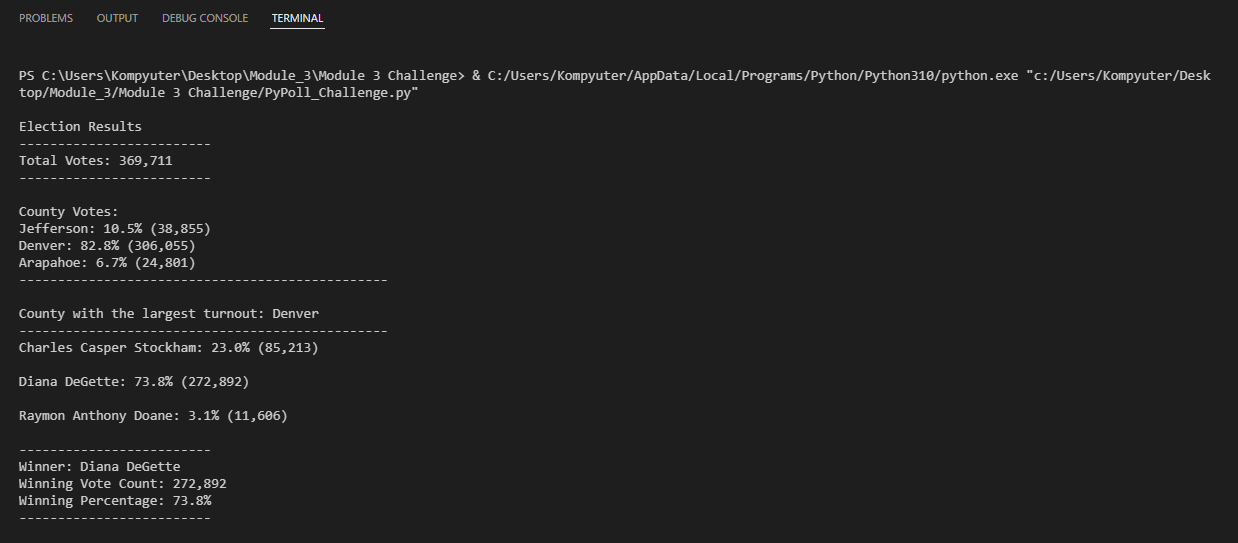 PROBLEMS OUTPUT DEBUG CONSOLE TERMINAL
PS C:\Users\Kompyuter\Desktop\Module_3\Module 3 Challenge> & C:/Users/Kompyuter/AppData/Local/Programs/Python/Python310/python.exe "c:/Users/Kompyuter/Desk
top/Module_3/Module 3 Challenge/PyPoll_Challenge.py"
Election Results
-------------------------
Total Votes: 369,711
-------------------------
County Votes:
Jefferson: 10.5% (38,855)
Denver: 82.8% (306,055)
Arapahoe: 6.7% (24,801)
------------------------------------------------
County with the largest turnout: Denver
------------------------------------------------
Charles Casper Stockham: 23.0% (85,213)
Diana DeGette: 73.8% (272,892)
Raymon Anthony Doane: 3.1% (11,606)
-------------------------
Winner: Diana DeGette
Winning Vote Count: 272,892
Winning Percentage: 73.8%
-------------------------